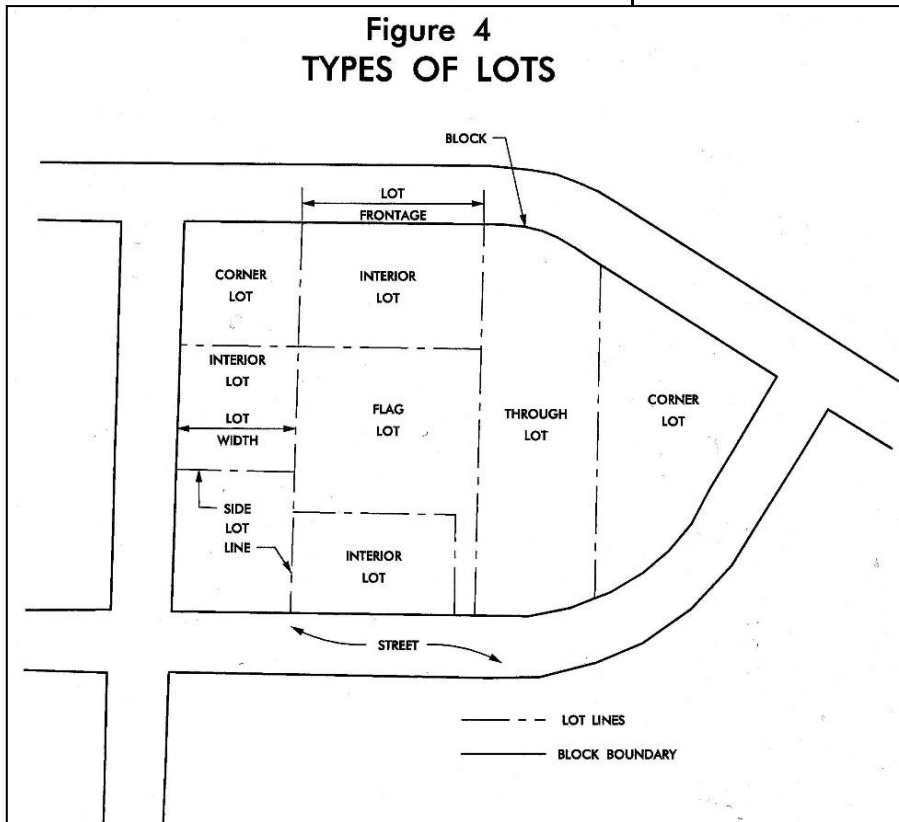 Figure 4
TYPES OF LOTS
BLOCK
LOT
FRONTAGE
CORNER
LOT
INTERIOR
LOT
INTERIOR
LOT
LOT
WIDTH
FLAG
LOT
THROUGH
LOT
CORNER
LOT
SIDE
LOT
LINE
INTERIOR
LOT
STREET
LOT LINES
BLOCK BOUNDARY